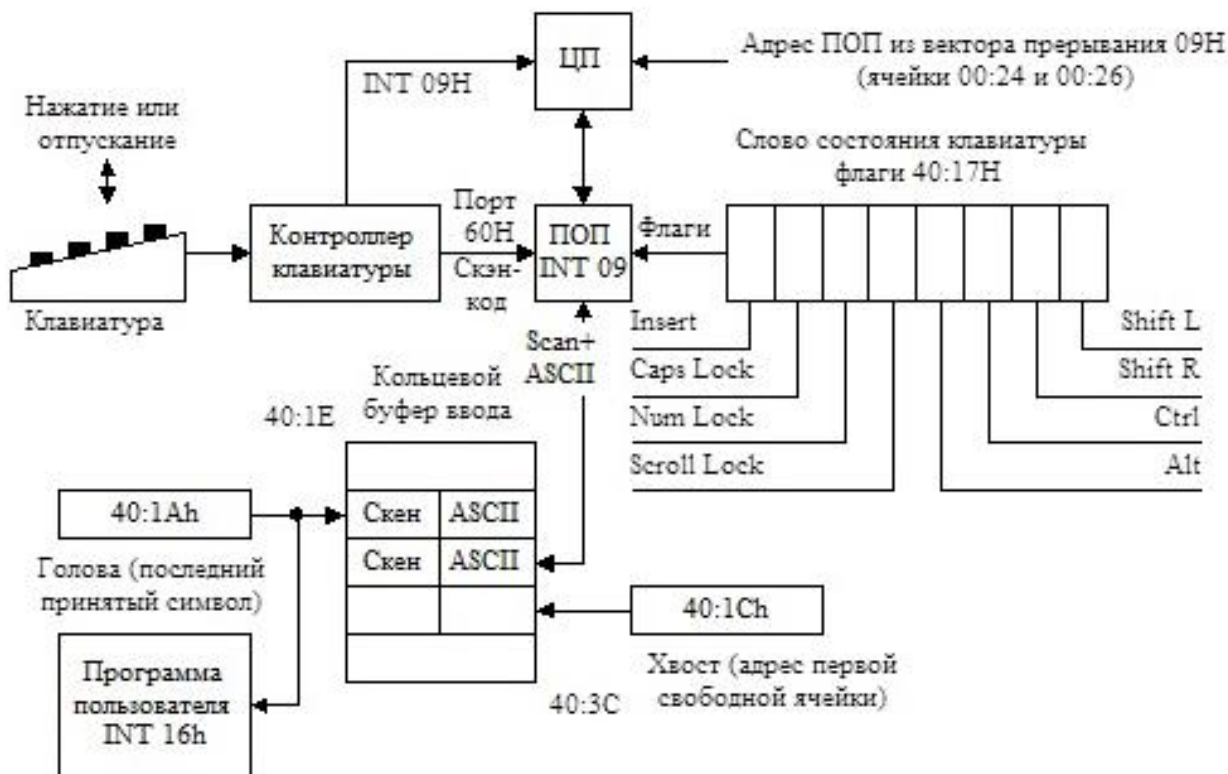 ЦП
INT 09H
Адрес ПОП из вектора прерывания 09H
(ячейки 00:24 и 00:26)
Нажатие или
отпускание
Слово состояния клавиатуры
флаги 40:17H
Клавиатура
Контроллер
клавиатуры
Порт
60H
Скэн-
код
ПОП
INT 09
Флаги
Insert
Caps Lock
Num Lock
Scroll Lock
Shift L
Shift R
Ctrl
Alt
Scan+
ASCII
Кольцевой
буфер ввода
40:1E
40:1Ah
Скен
ASCII
Скен
ASCII
Голова (последний
принятый символ)
40:1Ch
Хвост (адрес первой
свободной ячейки)
40:3C
Программа
пользователя
INT 16h